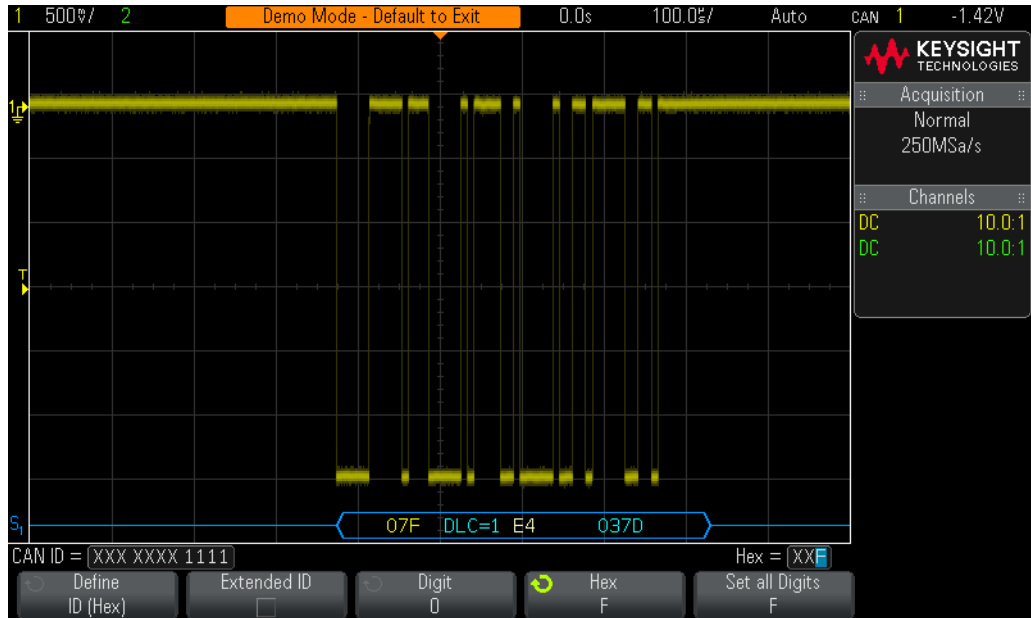 1 500⩗/ 2 Demo Mode - Default to Exit 0.0s 100.0µs/ Auto CAN 1 -1.42V
KEYSIGHT
TECHNOLOGIES
Acquisition
Normal
250MSa/s
Channels
DC 10.0:1
DC 10.0:1
1
T
S1 07F DLC=1 E4 037D
CAN ID = XXX XXXX 1111 Hex = XXF
Define
ID (Hex)
Extended ID
Digit
0
Hex
F
Set all Digits
F